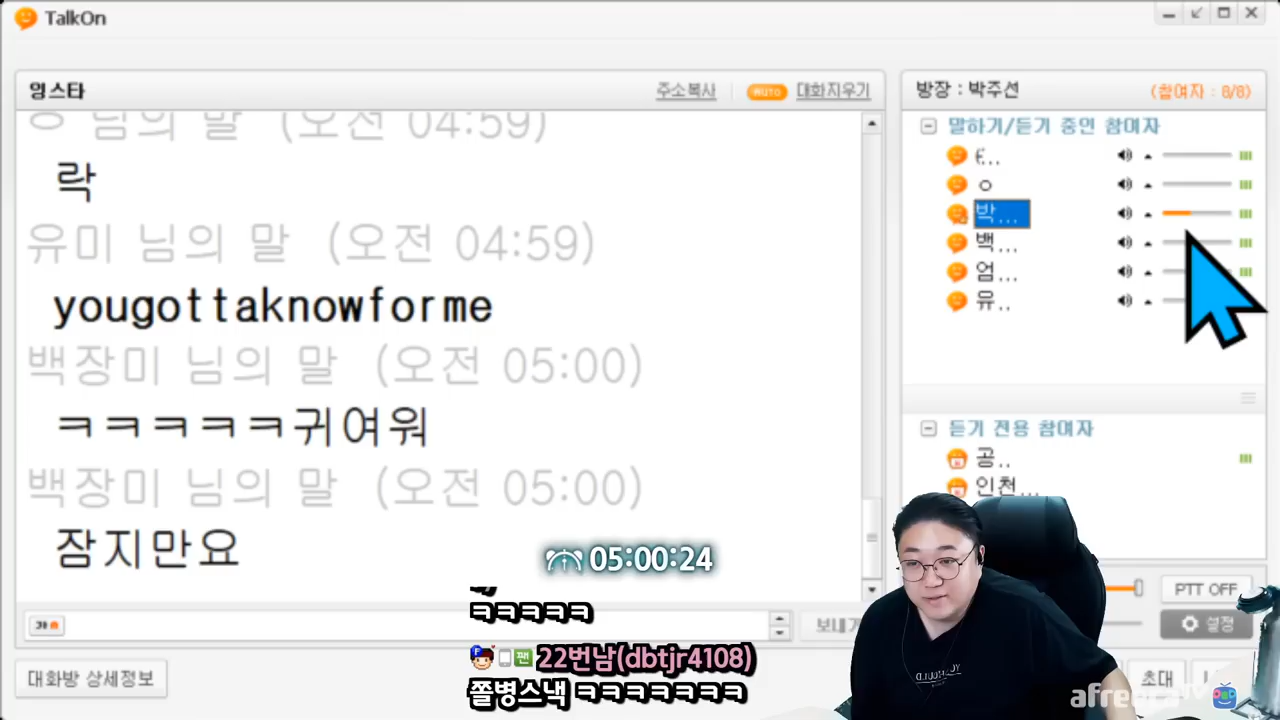 TalkOn
잉스타
주소복사
AUTO
대화지우기
방장 : 박주선
(참여자 : 8/8)
ㅇ 님의 말 (오전 04:59)
락
유미 님의 말 (오전 04:59)
yougottaknowforme
백장미 님의 말 (오전 05:00)
ㅋㅋㅋㅋㅋ귀여워
백장미 님의 말 (오전 05:00)
잠지만요
말하기/듣기 중인 참여자
ㅇ
박...
백...
엄...
유..
듣기 전용 참여자
공..
인천...
05:00:24
ㅋㅋㅋㅋㅋ
팬 22번남(dbtjr4108)
쫄병스낵 ㅋㅋㅋㅋㅋㅋㅋ
가
보내기
PTT OFF
설정
대화방 상세정보
초대
afreecaTV